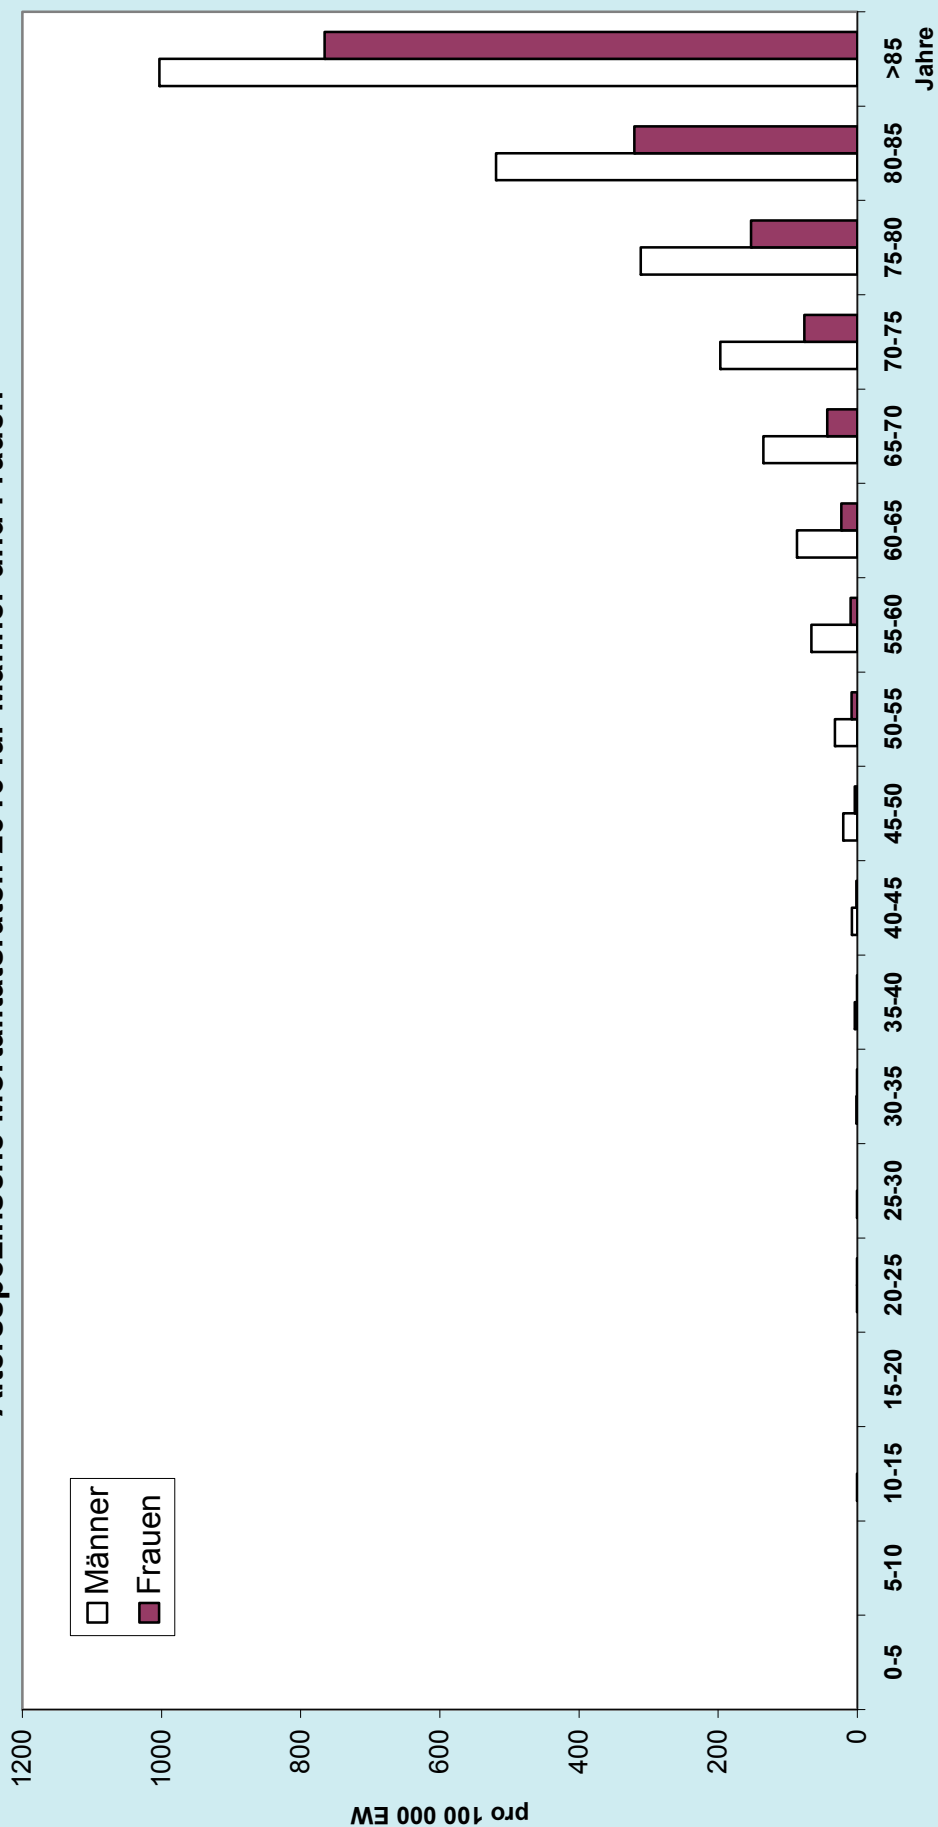 Altersspezifische Mortalitätsraten für Männer und Frauen
Männer
Frauen
1200
1000
800
600
400
200
0
pro 100 000 EW
0-5 5-10 10-15 15-20 20-25 25-30 30-35 35-40 40-45 45-50 50-55 55-60 60-65 65-70 70-75 75-80 80-85 >85
Jahre